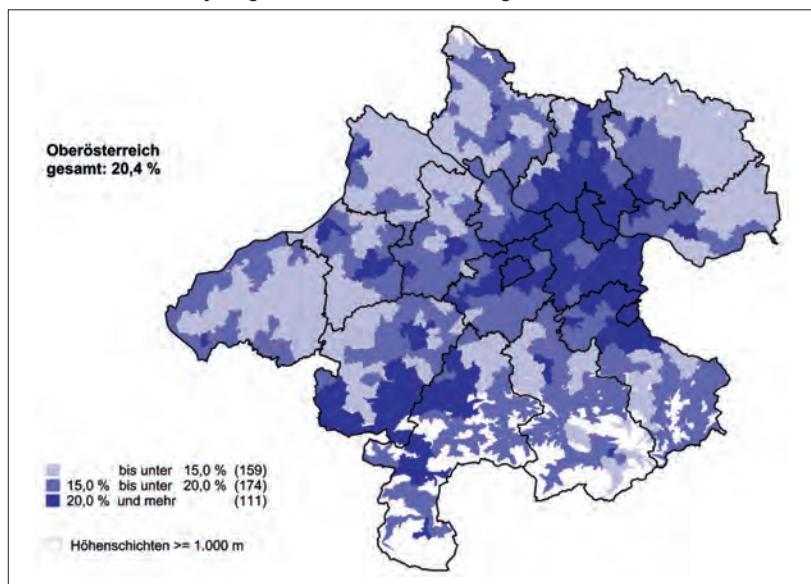 Oberösterreich
gesamt: 20,4 %
bis unter 15,0 % (159)
15,0 % bis unter 20,0 % (174)
20,0 % und mehr (111)
Höhenschichten >= 1.000 m